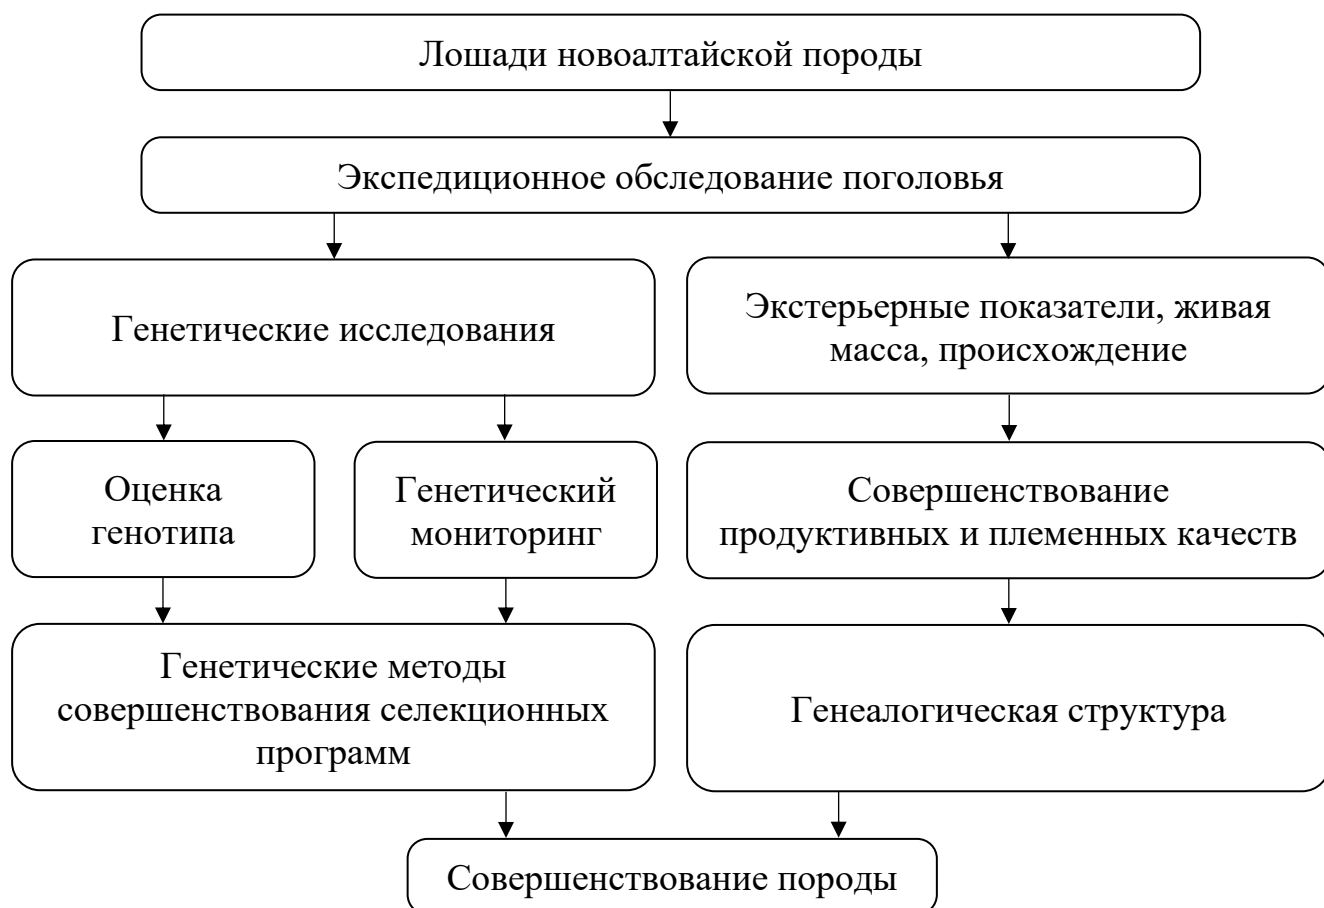 Лошади новоалтайской породы
Экспедиционное обследование поголовья
Генетические исследования
Экстерьерные показатели, живая
масса, происхождение
Оценка
генотипа
Генетический
мониторинг
Совершенствование
продуктивных и племенных качеств
Генетические методы
совершенствования селекционных
программ
Генеалогическая структура
Совершенствование породы